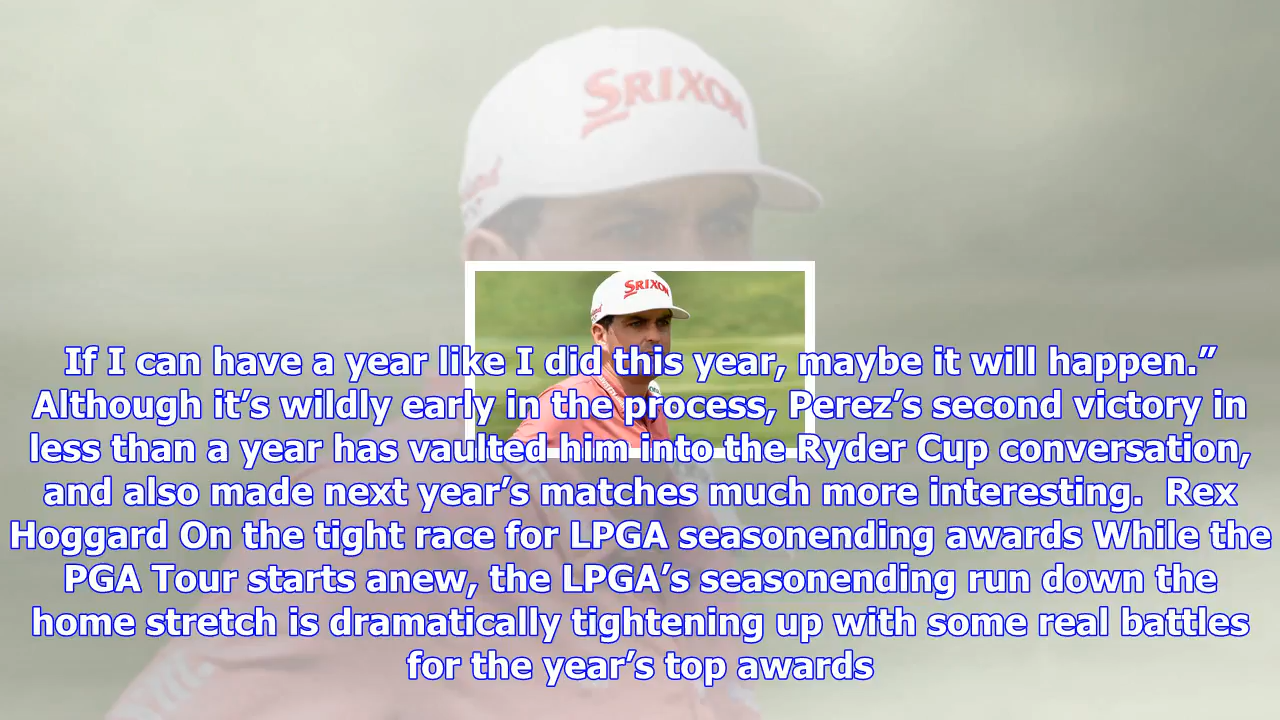 SRIXON
SRIXON
If I can have a year like I did this year, maybe it will happen.”
Although it’s wildly early in the process, Perez’s second victory in
less than a year has vaulted him into the Ryder Cup conversation,
and also made next year’s matches much more interesting.  Rex
Hoggard On the tight race for LPGA seasonending awards While the
PGA Tour starts anew, the LPGA’s seasonending run down the
home stretch is dramatically tightening up with some real battles
for the year’s top awards